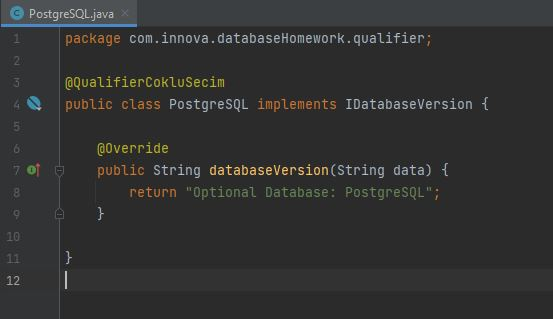 PostgreSQL.java
1 package com.innova.databaseHomework.qualifier;
2
3 @QualifierCokluSecim
4 public class PostgreSQL implements IDatabaseVersion {
5
6 @Override
7 public String databaseVersion(String data) {
8 return "Optional Database: PostgreSQL";
9 }
10
11 }
12